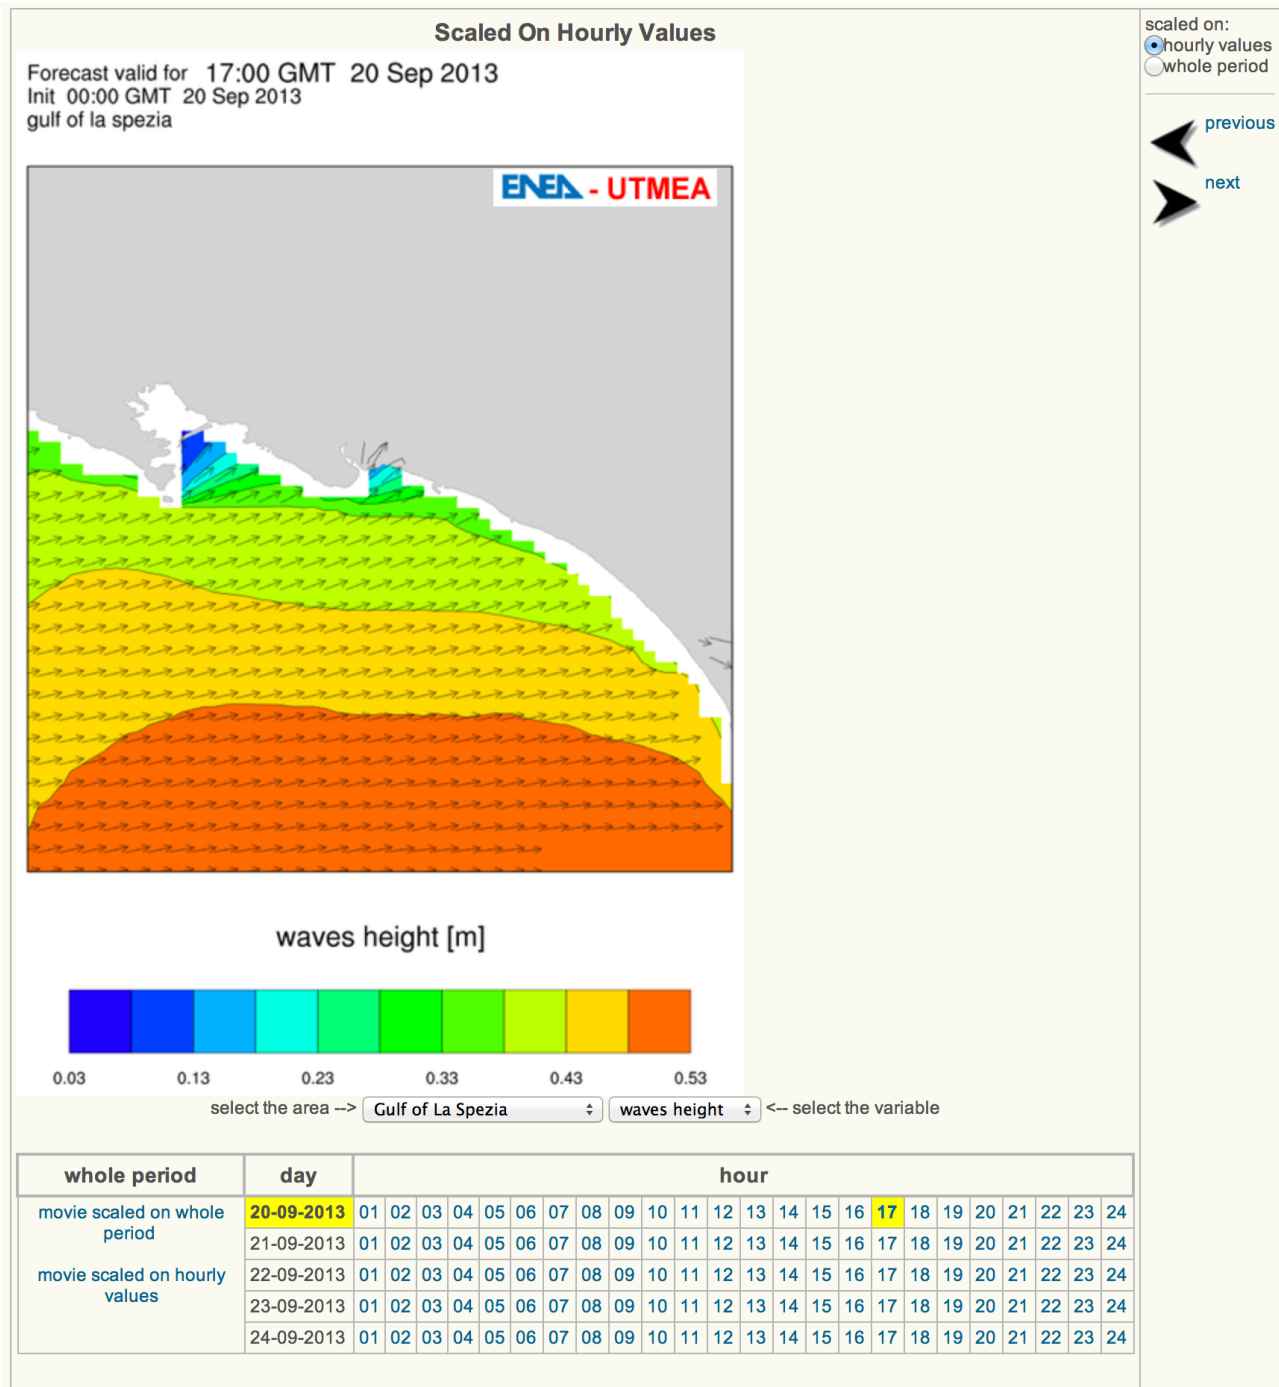 Scaled On Hourly Values
Forecast valid for 17:00 GMT 20 Sep 2013
Init 00:00 GMT 20 Sep 2013
gulf of la spezia
ENEA - UTMEA
waves height [m]
0.03 0.13 0.23 0.33 0.43 0.53
select the area --> Gulf of La Spezia waves height <-- select the variable
scaled on:
hourly values
whole period
previous
next
whole period day hour
movie scaled on whole period
movie scaled on hourly values
20-09-2013 01 02 03 04 05 06 07 08 09 10 11 12 13 14 15 16 17 18 19 20 21 22 23 24
21-09-2013 01 02 03 04 05 06 07 08 09 10 11 12 13 14 15 16 17 18 19 20 21 22 23 24
22-09-2013 01 02 03 04 05 06 07 08 09 10 11 12 13 14 15 16 17 18 19 20 21 22 23 24
23-09-2013 01 02 03 04 05 06 07 08 09 10 11 12 13 14 15 16 17 18 19 20 21 22 23 24
24-09-2013 01 02 03 04 05 06 07 08 09 10 11 12 13 14 15 16 17 18 19 20 21 22 23 24